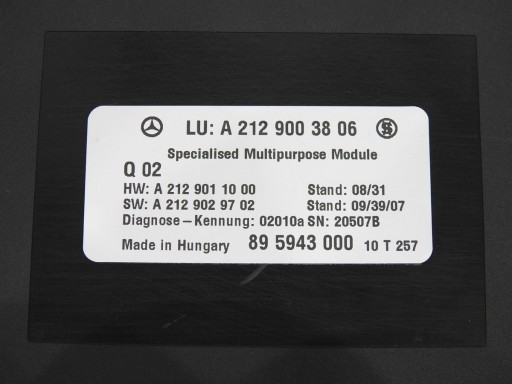 LU: A 212 900 38 06
Specialised Multipurpose Module
Q 02
HW: A 212 901 10 00 Stand: 08/31
SW: A 212 902 97 02 Stand: 09/39/07
Diagnose-Kennung: 02010a SN: 20507B
Made in Hungary 89 5943 000 10 T 257